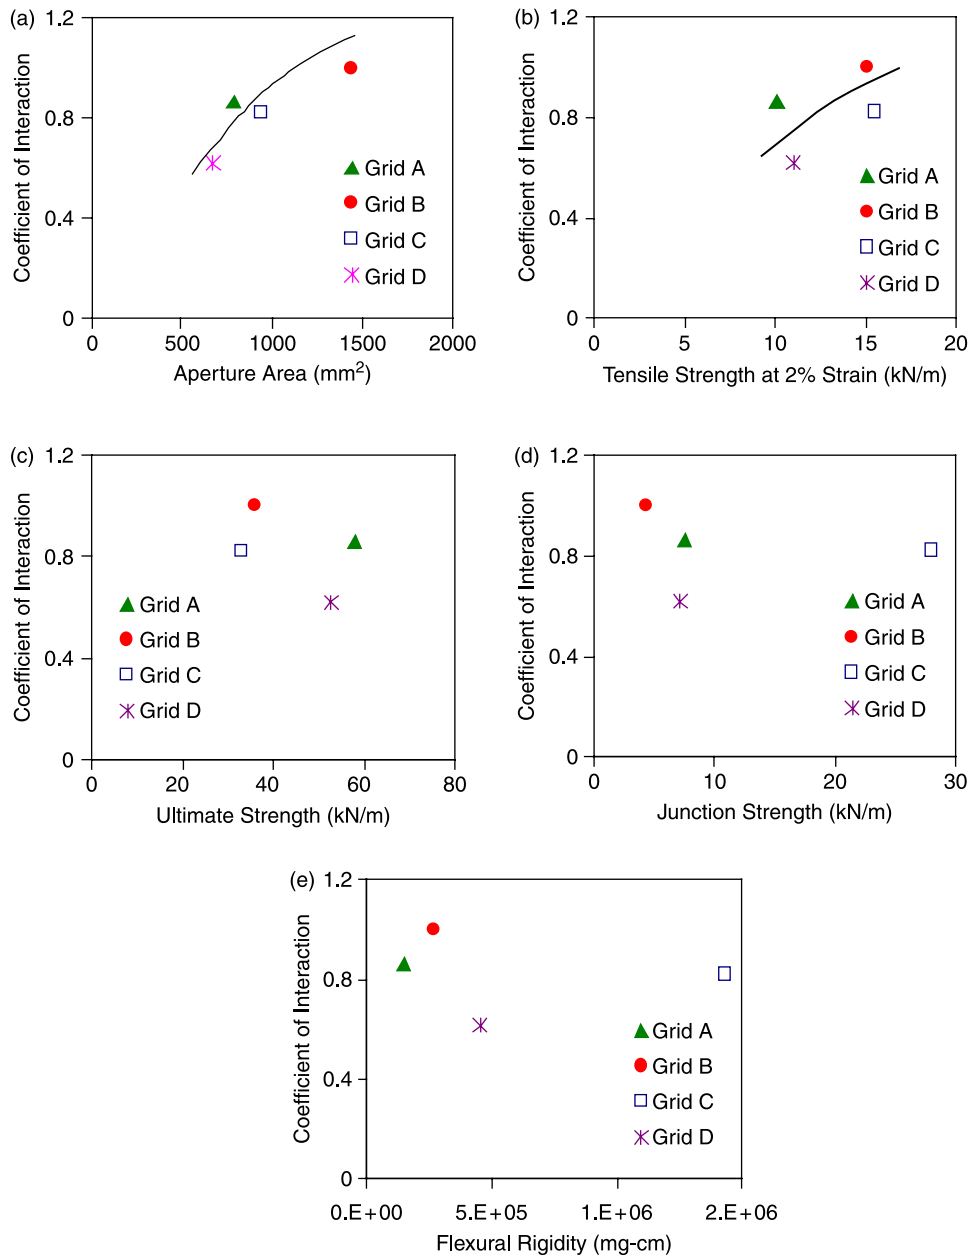 (a)
1.2
0.8
0.4
0
Coefficient of Interaction
Grid A
Grid B
Grid C
Grid D
0 500 1000 1500 2000
Aperture Area (mm²)
(b)
1.2
0.8
0.4
0
Coefficient of Interaction
Grid A
Grid B
Grid C
Grid D
0 5 10 15 20
Tensile Strength at 2% Strain (kN/m)
(c)
1.2
0.8
0.4
0
Coefficient of Interaction
Grid A
Grid B
Grid C
Grid D
0 20 40 60 80
Ultimate Strength (kN/m)
(d)
1.2
0.8
0.4
0
Coefficient of Interaction
Grid A
Grid B
Grid C
Grid D
0 10 20 30
Junction Strength (kN/m)
(e)
1.2
0.8
0.4
0
Coefficient of Interaction
Grid A
Grid B
Grid C
Grid D
0.E+00 5.E+05 1.E+06 2.E+06
Flexural Rigidity (mg-cm)